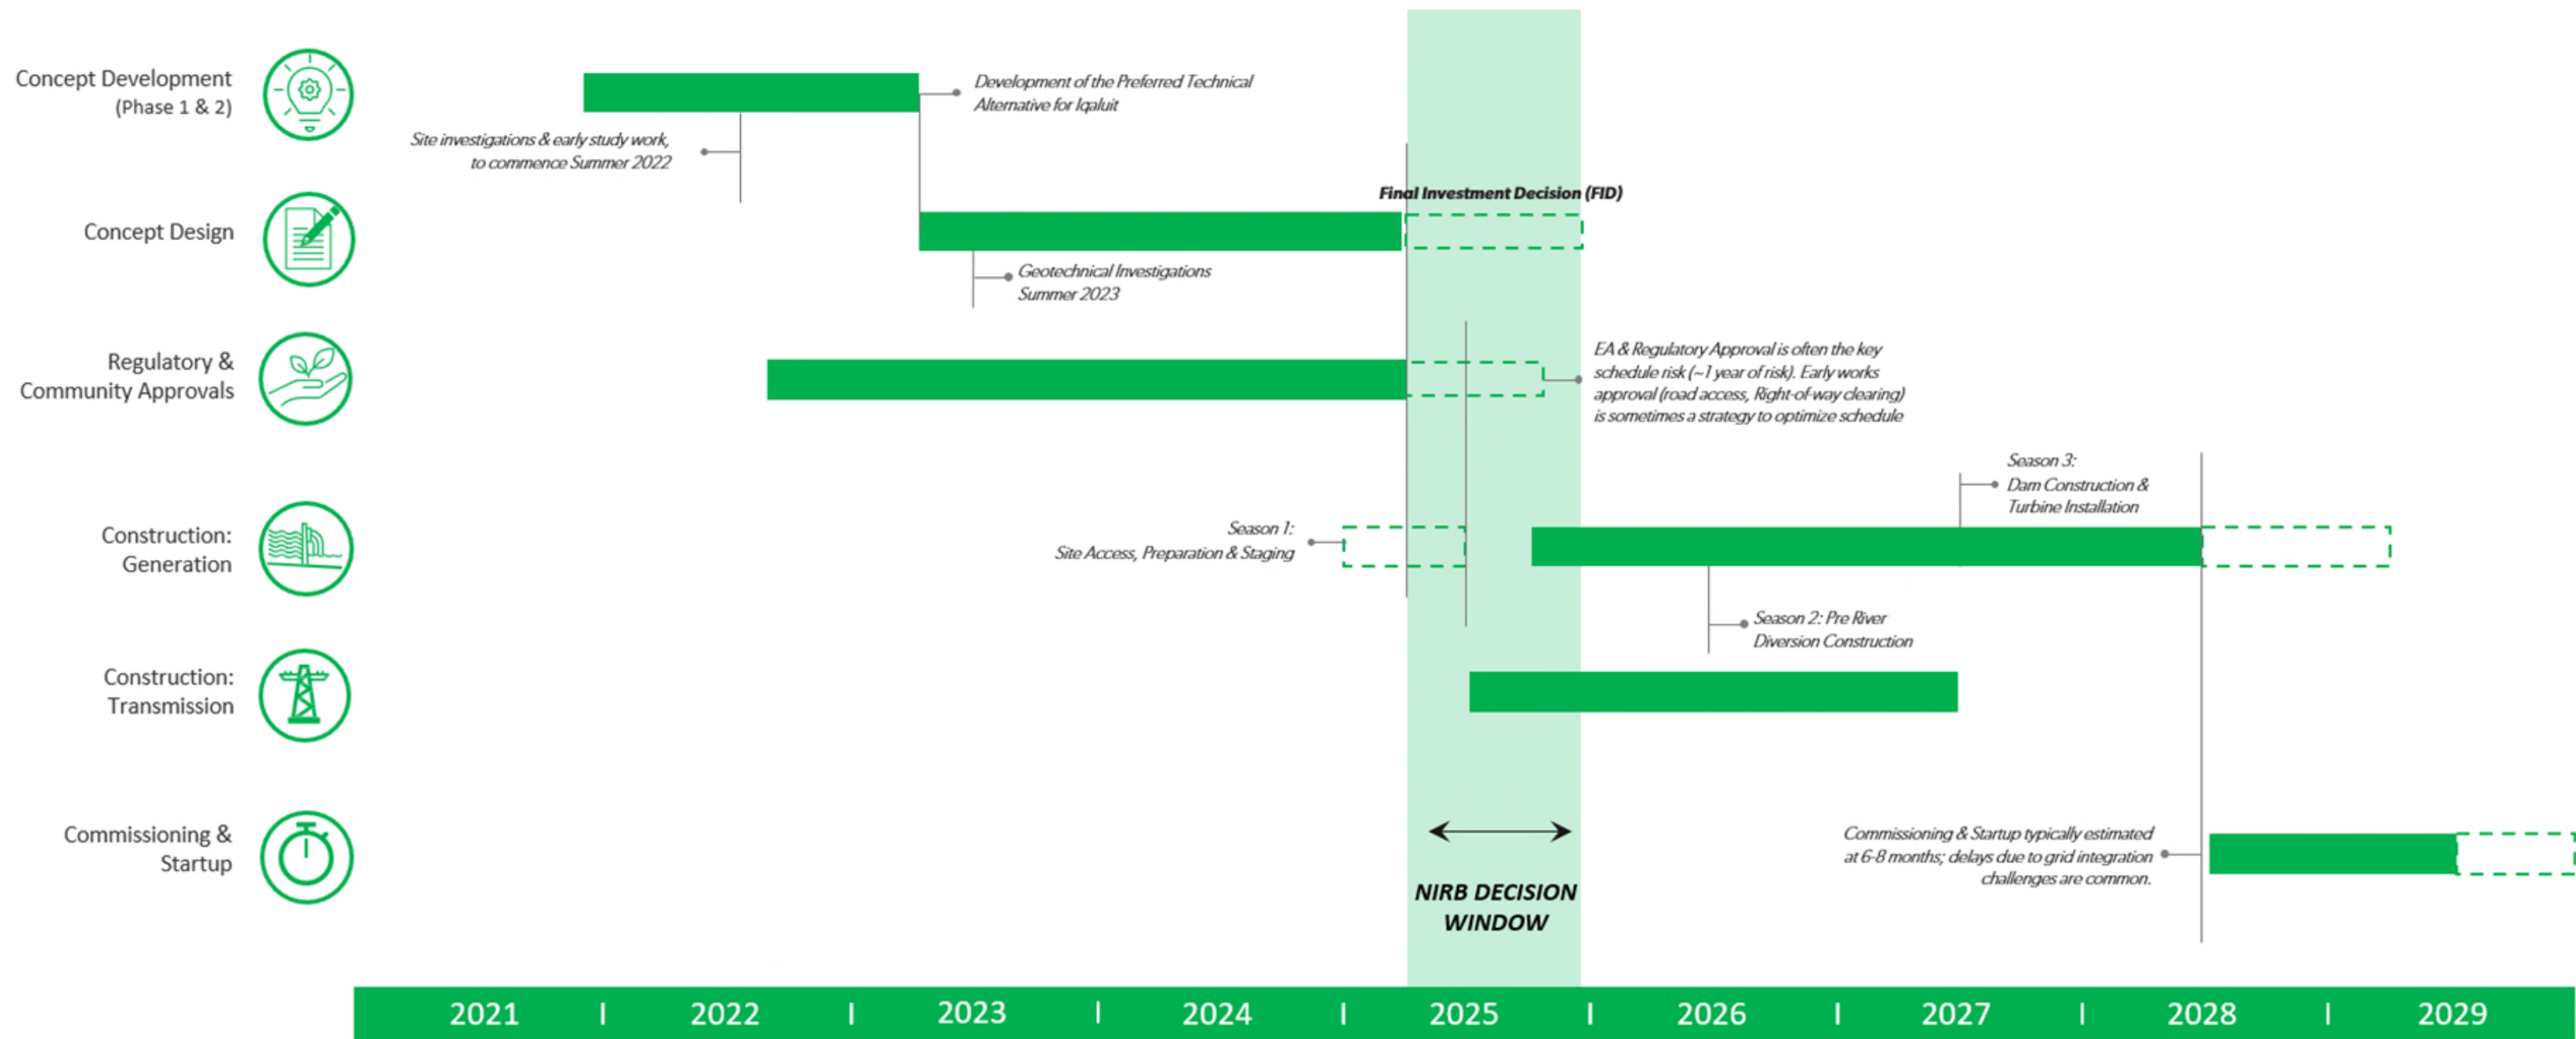 Concept Development
(Phase 1 & 2)
Development of the Preferred Technical
Alternative for Iqaluit
Site investigations & early study work,
to commence Summer 2022
Final Investment Decision (FID)
Concept Design
Geotechnical Investigations
Summer 2023
Regulatory &
Community Approvals
EA & Regulatory Approval is often the key
schedule risk (~1 year of risk). Early works
approval (road access, Right-of-way clearing)
is sometimes a strategy to optimize schedule
Season 3:
Dam Construction &
Turbine Installation
Construction:
Generation
Season 1:
Site Access, Preparation & Staging
Season 2: Pre River
Diversion Construction
Construction:
Transmission
Commissioning &
Startup
Commissioning & Startup typically estimated
at 6-8 months; delays due to grid integration
challenges are common.
NIRB DECISION
WINDOW
2021 | 2022 | 2023 | 2024 | 2025 | 2026 | 2027 | 2028 | 2029